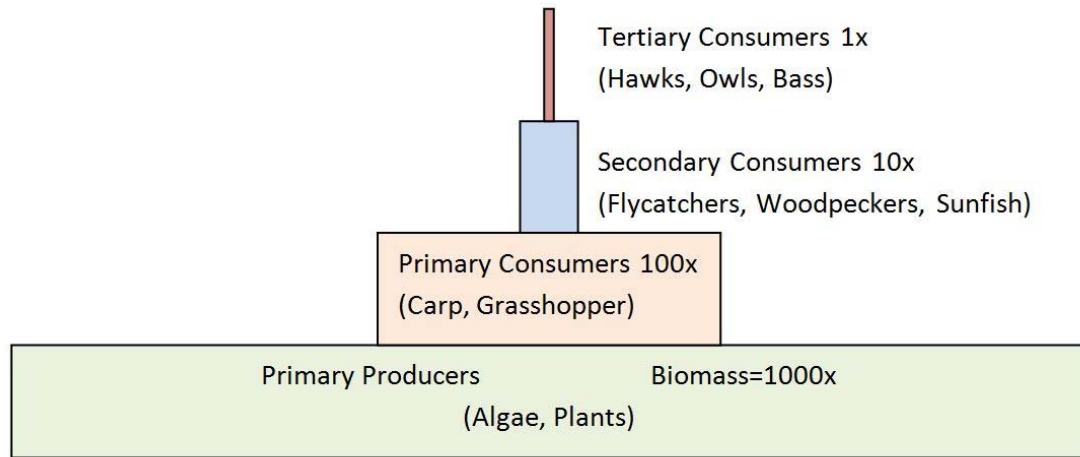 Tertiary Consumers 1x
(Hawks, Owls, Bass)
Secondary Consumers 10x
(Flycatchers, Woodpeckers, Sunfish)
Primary Consumers 100x
(Carp, Grasshopper)
Primary Producers Biomass=1000x
(Algae, Plants)